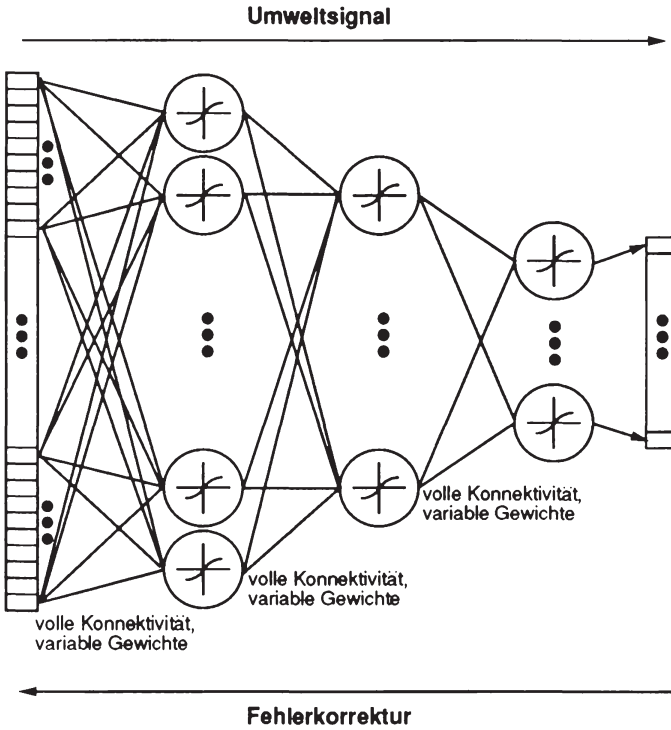 Umweltsignal
volle Konnektivität,
variable Gewichte
volle Konnektivität,
variable Gewichte
volle Konnektivität,
variable Gewichte
Fehlerkorrektur